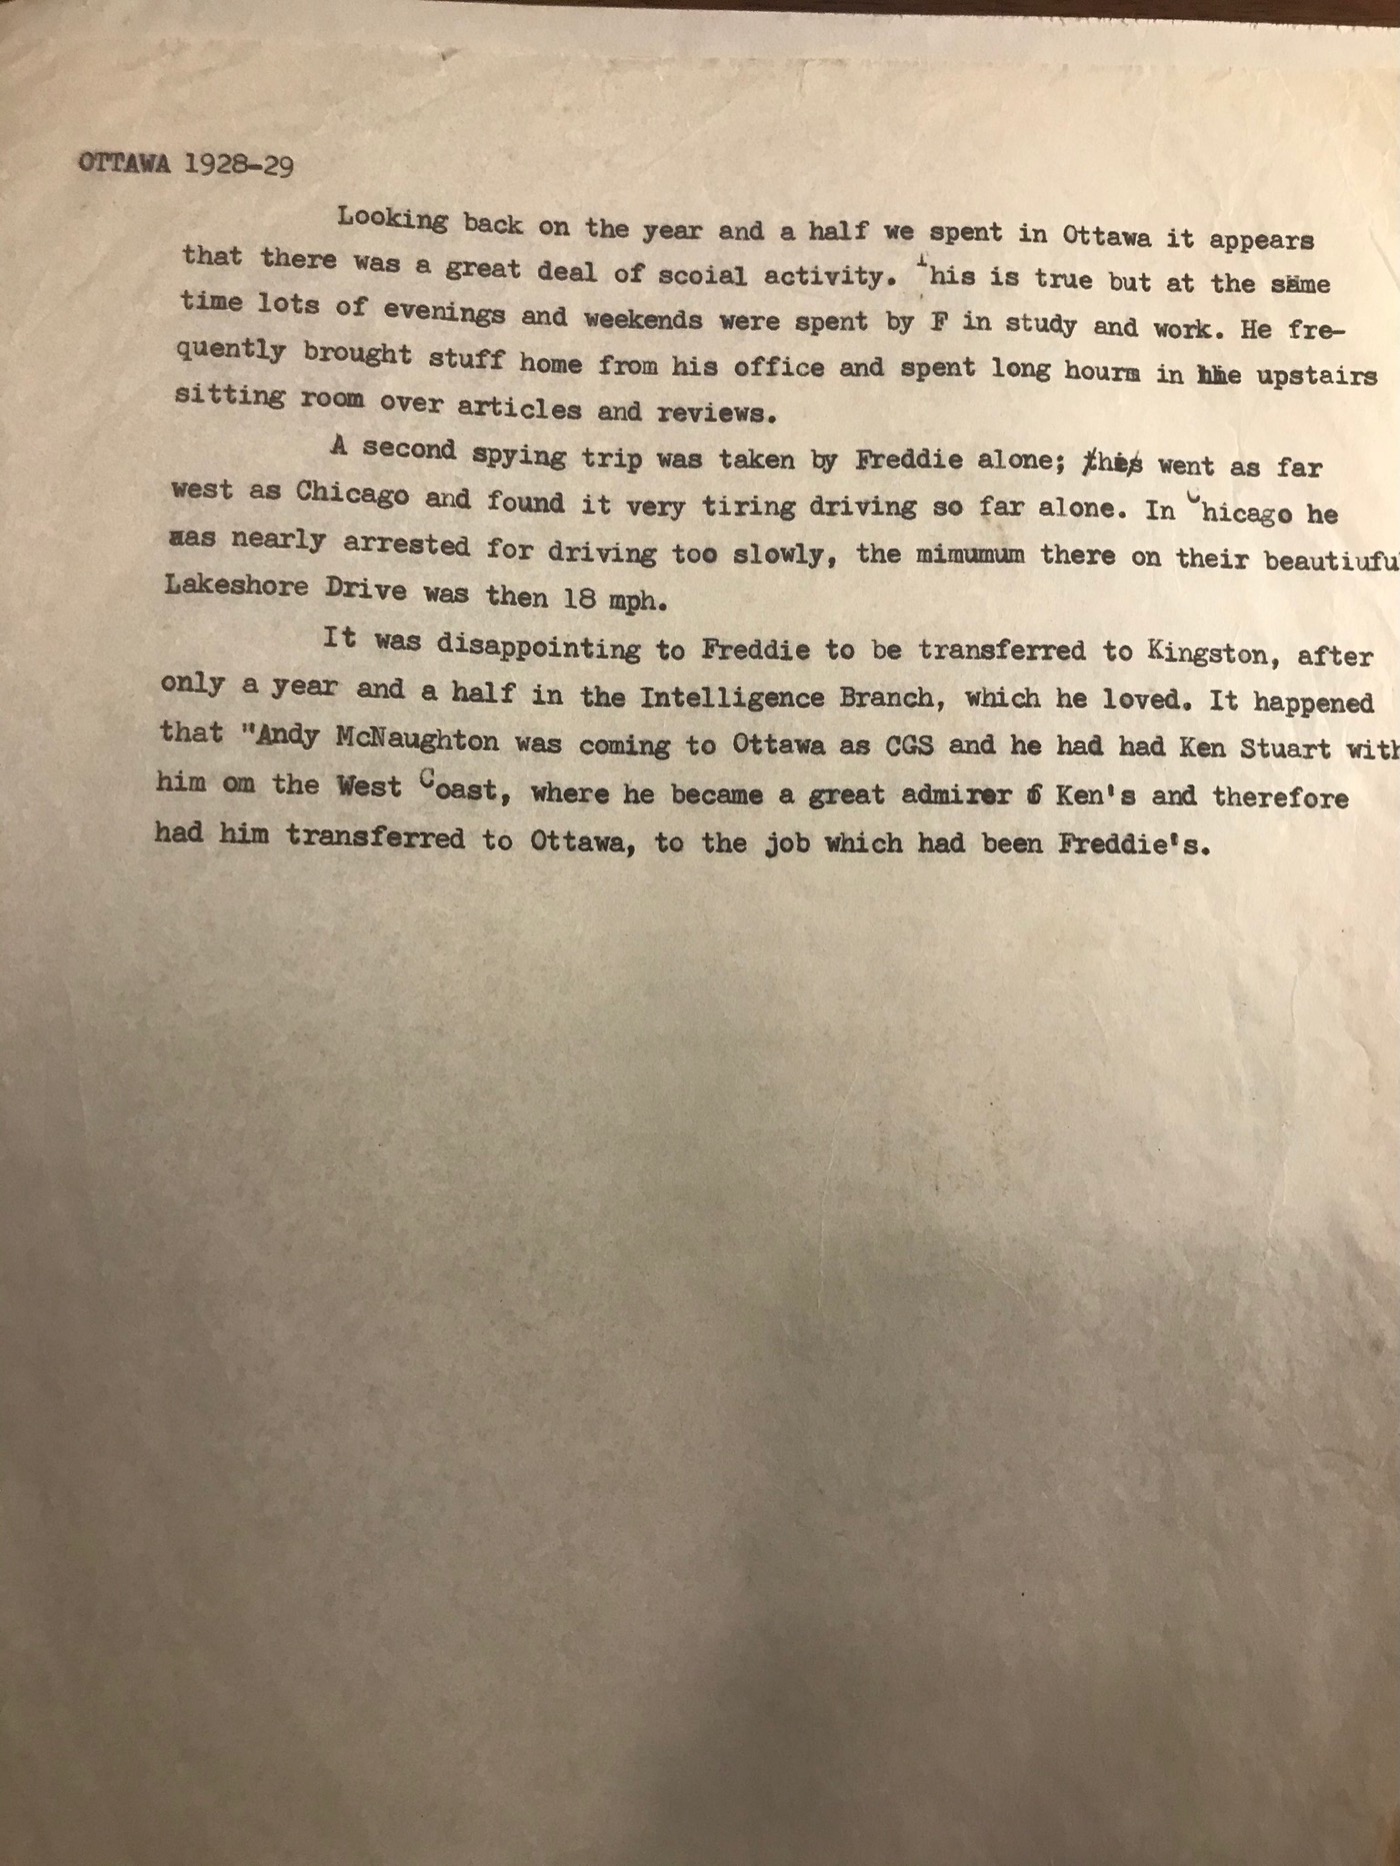 OTTAWA 1928-29
Looking back on the year and a half we spent in Ottawa it appears
that there was a great deal of scoial activity. This is true but at the same
time lots of evenings and weekends were spent by F in study and work. He fre-
quently brought stuff home from his office and spent long hourm in hhe upstairs
sitting room over articles and reviews.
A second spying trip was taken by Freddie alone; this went as far
west as Chicago and found it very tiring driving so far alone. In Chicago he
was nearly arrested for driving too slowly, the mimumum there on their beautiuful
Lakeshore Drive was then 18 mph.
It was disappointing to Freddie to be transferred to Kingston, after
only a year and a half in the Intelligence Branch, which he loved. It happened
that "Andy McNaughton was coming to Ottawa as CGS and he had had Ken Stuart with
him om the West Coast, where he became a great admirer of Ken's and therefore
had him transferred to Ottawa, to the job which had been Freddie's.